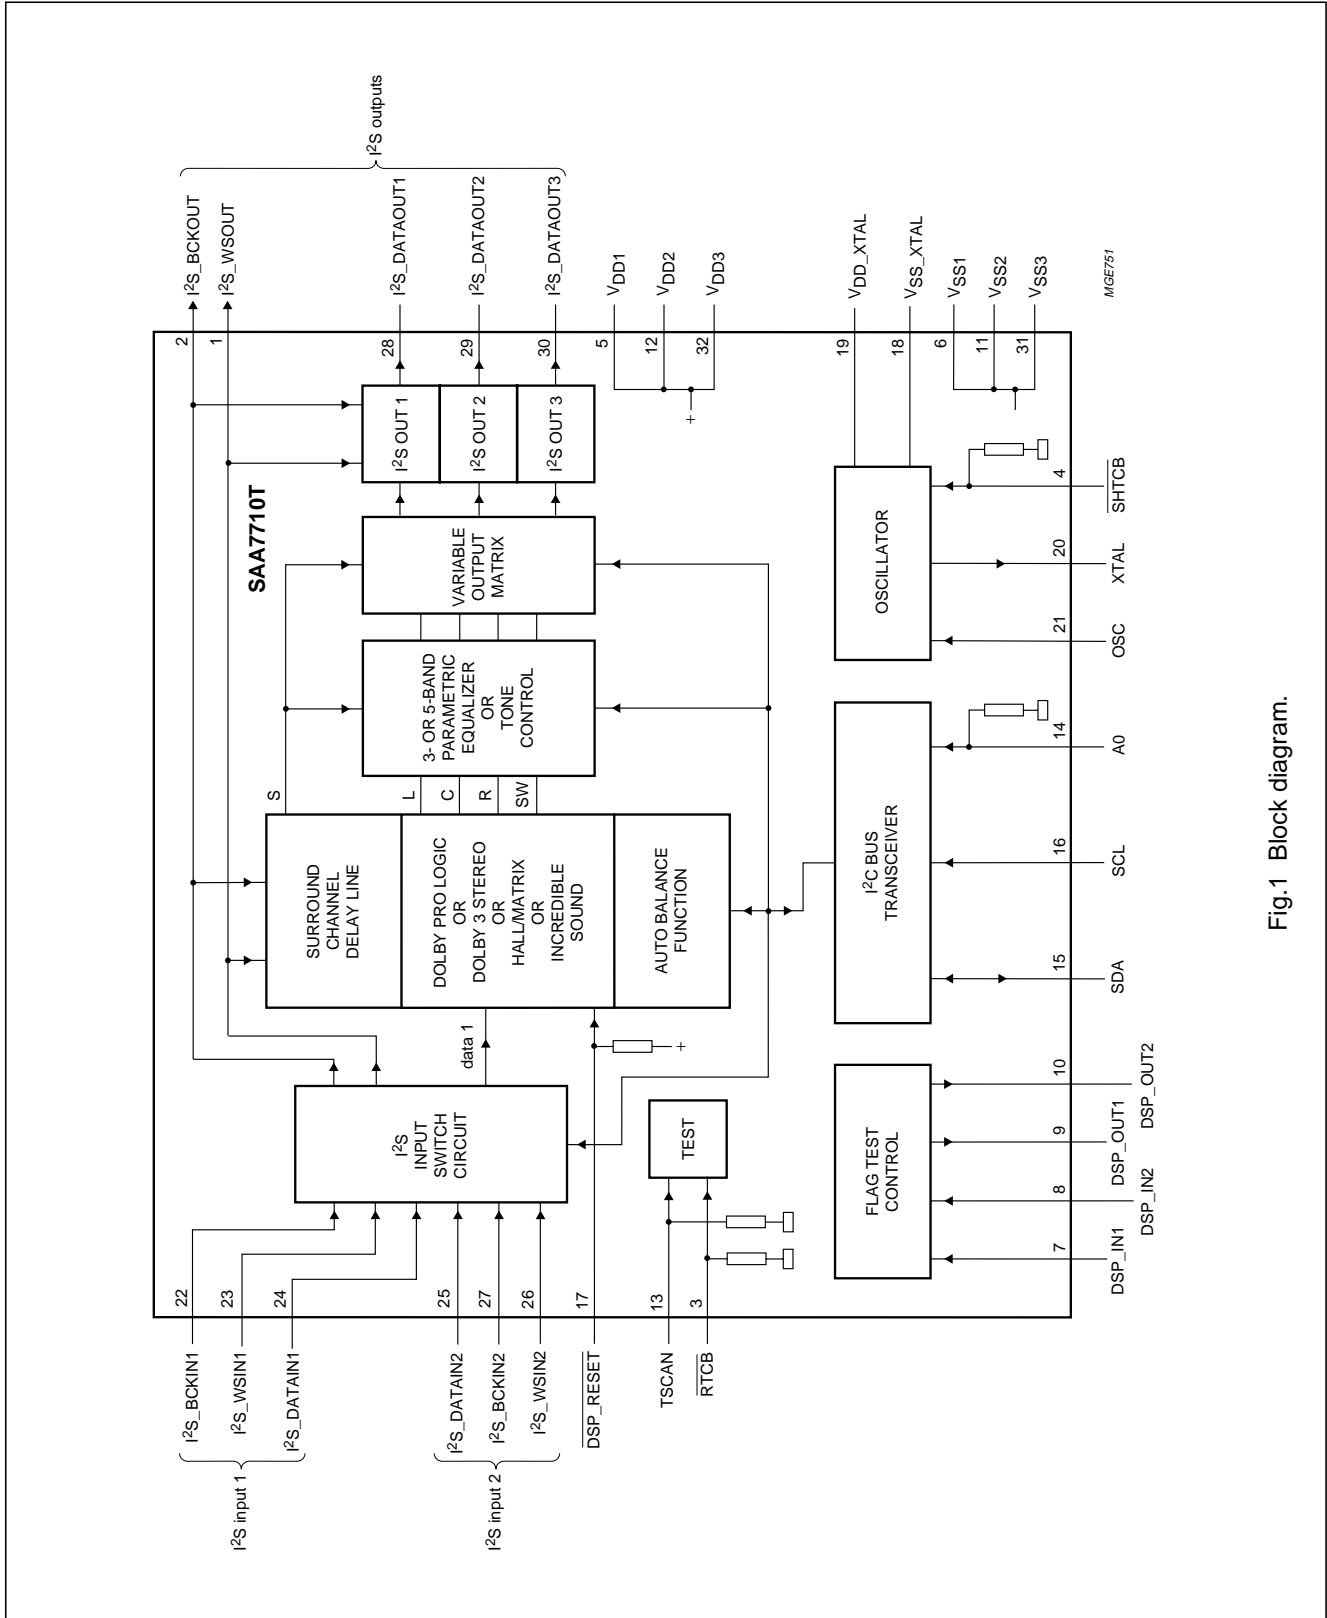 I²S outputs
I²S_BCKOUT
I²S_WSOUT
I²S_DATAOUT1
I²S_DATAOUT2
I²S_DATAOUT3
VDD1
VDD2
VDD3
VDD_XTAL
VSS_XTAL
VSS1
VSS2
VSS3
MGE751
2
1
28
29
30
5
12
32
19
18
6
11
31
SAA7710T
I²S OUT 1
I²S OUT 2
I²S OUT 3
+
VARIABLE
OUTPUT
MATRIX
3- OR 5-BAND
PARAMETRIC
EQUALIZER
OR
TONE
CONTROL
S
L
C
R
SW
SURROUND
CHANNEL
DELAY LINE
DOLBY PRO LOGIC
OR
DOLBY 3 STEREO
OR
HALL/MATRIX
OR
INCREDIBLE
SOUND
AUTO BALANCE
FUNCTION
data 1
+
I²S
INPUT
SWITCH
CIRCUIT
TEST
OSCILLATOR
4
SHTCB
20
XTAL
21
OSC
I²C BUS
TRANSCEIVER
14
A0
16
SCL
15
SDA
FLAG TEST
CONTROL
10
DSP_OUT2
9
DSP_OUT1
8
DSP_IN2
7
DSP_IN1
22
23
24
25
27
26
17
13
3
I²S_BCKIN1
I²S_WSIN1
I²S_DATAIN1
I²S_DATAIN2
I²S_BCKIN2
I²S_WSIN2
DSP_RESET
TSCAN
RTCB
I²S input 1
I²S input 2
Fig.1 Block diagram.